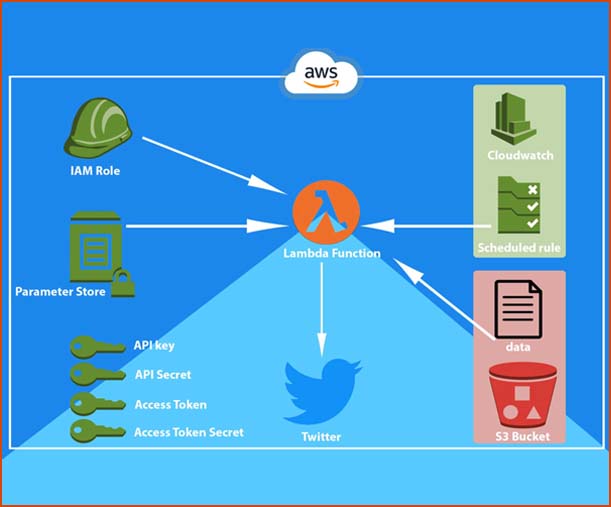 aws
IAM Role
Cloudwatch
Scheduled rule
Lambda Function
Parameter Store
data
API key
API Secret
Access Token
Access Token Secret
Twitter
S3 Bucket